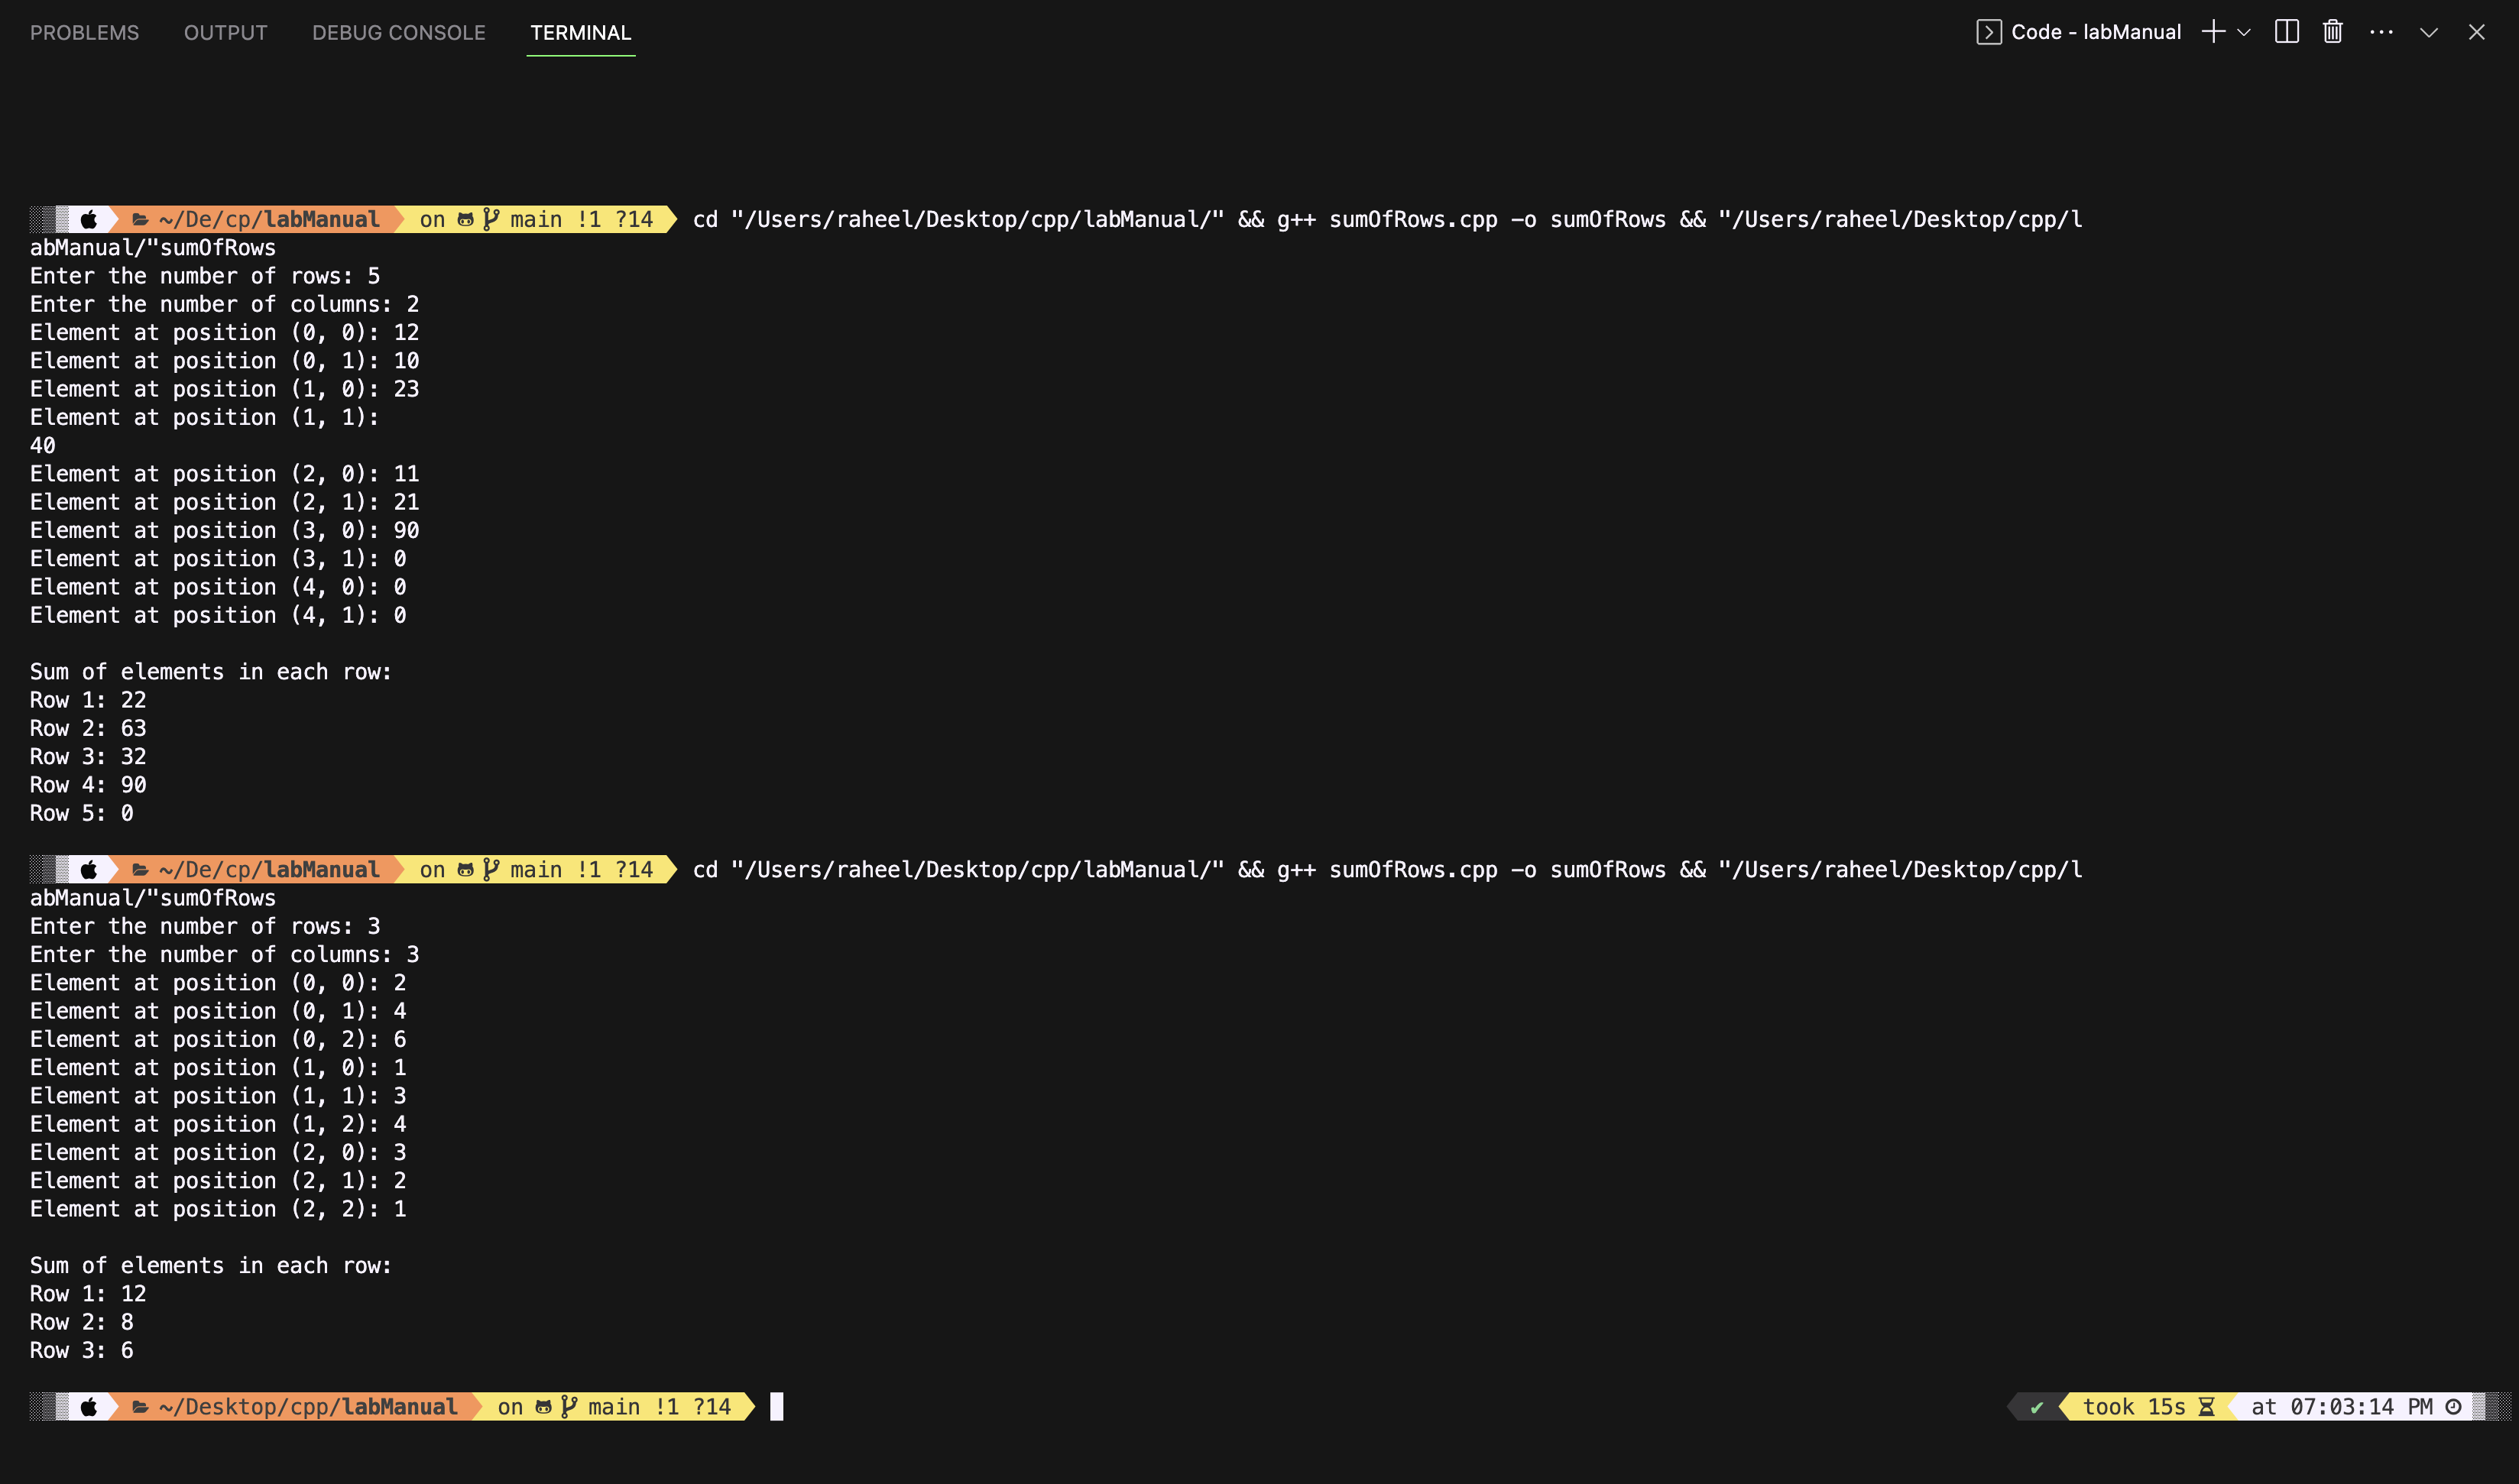 PROBLEMS OUTPUT DEBUG CONSOLE TERMINAL Code - labManual
~/De/cp/labManual on main !1 ?14 cd "/Users/raheel/Desktop/cpp/labManual/" && g++ sumOfRows.cpp -o sumOfRows && "/Users/raheel/Desktop/cpp/l
abManual/"sumOfRows
Enter the number of rows: 5
Enter the number of columns: 2
Element at position (0, 0): 12
Element at position (0, 1): 10
Element at position (1, 0): 23
Element at position (1, 1):
40
Element at position (2, 0): 11
Element at position (2, 1): 21
Element at position (3, 0): 90
Element at position (3, 1): 0
Element at position (4, 0): 0
Element at position (4, 1): 0
Sum of elements in each row:
Row 1: 22
Row 2: 63
Row 3: 32
Row 4: 90
Row 5: 0
~/De/cp/labManual on main !1 ?14 cd "/Users/raheel/Desktop/cpp/labManual/" && g++ sumOfRows.cpp -o sumOfRows && "/Users/raheel/Desktop/cpp/l
abManual/"sumOfRows
Enter the number of rows: 3
Enter the number of columns: 3
Element at position (0, 0): 2
Element at position (0, 1): 4
Element at position (0, 2): 6
Element at position (1, 0): 1
Element at position (1, 1): 3
Element at position (1, 2): 4
Element at position (2, 0): 3
Element at position (2, 1): 2
Element at position (2, 2): 1
Sum of elements in each row:
Row 1: 12
Row 2: 8
Row 3: 6
~/Desktop/cpp/labManual on main !1 ?14 ✔ took 15s at 07:03:14 PM